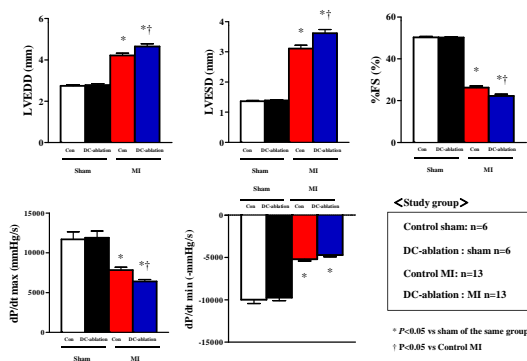 LVEDD (mm)
6
4
2
0
*
*†
Con
DC-ablation
Con
DC-ablation
Sham
MI
LVESD (mm)
4
3
2
1
0
*
*†
Con
DC-ablation
Con
DC-ablation
Sham
MI
%FS (%)
60
40
20
0
*
*†
Con
DC-ablation
Con
DC-ablation
Sham
MI
dP/dt max (mmHg/s)
15000
10000
5000
0
*
*†
Con
DC-ablation
Con
DC-ablation
Sham
MI
Sham
MI
Con
DC-ablation
Con
DC-ablation
dP/dt min (-mmHg/s)
0
-5000
-10000
-15000
*
*
<Study group>
Control sham: n=6
DC-ablation : sham n=6
Control MI: n=13
DC-ablation : MI n=13
* P<0.05 vs sham of the same group
† P<0.05 vs Control MI